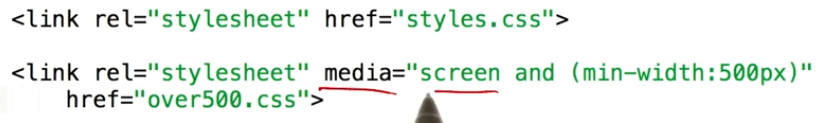 <link rel="stylesheet" href="styles.css">
<link rel="stylesheet" media="screen and (min-width:500px)"
href="over500.css">